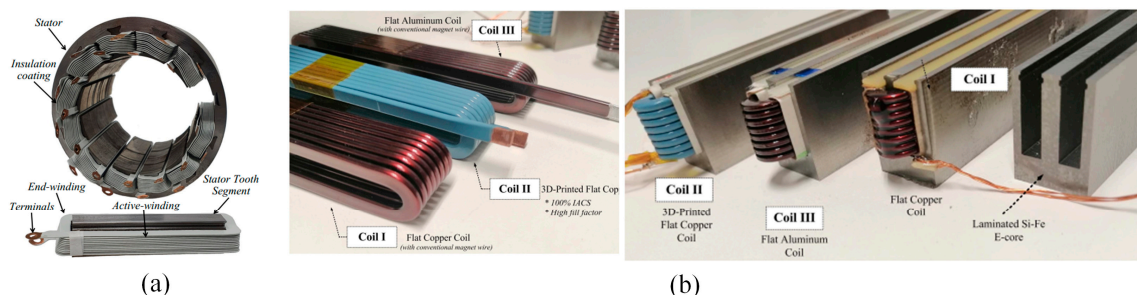 Stator
Insulation
coating
End-winding
Terminals
Active-winding
Stator Tooth
Segment
(a)
Flat Aluminum Coil
(with conventional magnet wire)
Coil III
Coil II
3D-Printed Flat Cop
* 100% IACS
* High fill factor
Coil I
Flat Copper Coil
(with conventional magnet wire)
Coil II
3D-Printed
Flat Copper
Coil
Coil III
Flat Aluminum
Coil
Coil I
Flat Copper
Coil
Laminated Si-Fe
E-core
(b)